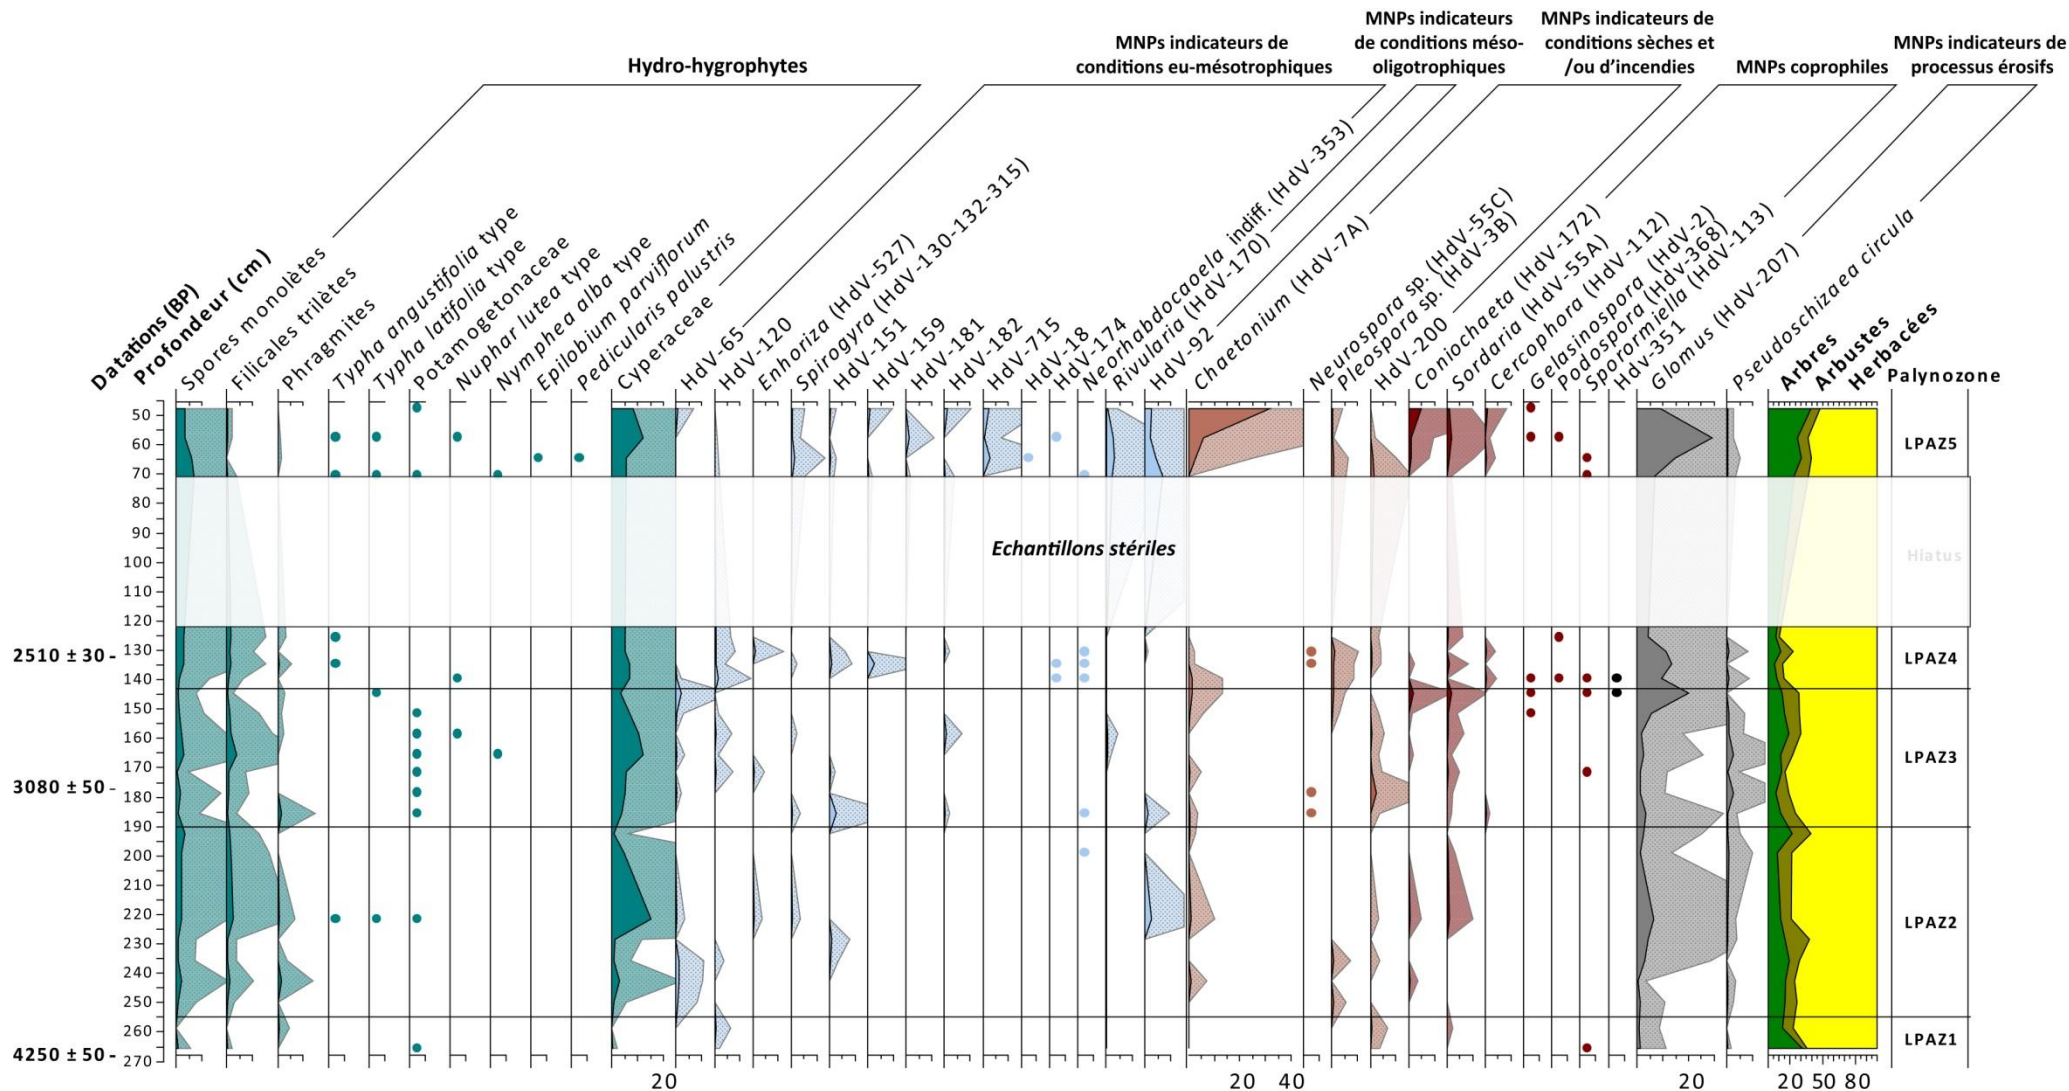 Hydro-hygrophytes
MNPs indicateurs de
conditions eu-mésotrophiques
MNPs indicateurs
de conditions méso-
oligotrophiques
MNPs indicateurs de
conditions sèches et
/ou d'incendies
MNPs coprophiles
MNPs indicateurs de
processus érosifs
Datations (BP)
Profondeur (cm)
Spores monolètes
Filicales trilètes
Phragmites
Typha angustifolia type
Typha latifolia type
Potamogetonaceae
Nuphar lutea type
Nymphea alba type
Epilobium parviflorum
Pedicularis palustris
Cyperaceae
HdV-65
HdV-120
Enhoriza (HdV-527)
Spirogyra (HdV-130-132-315)
HdV-151
HdV-159
HdV-181
HdV-182
HdV-715
HdV-18
HdV-174
Neorhabdocaoela indiff. (HdV-353)
Rivularia (HdV-170)
HdV-92
Chaetonium (HdV-7A)
Neurospora sp. (HdV-55C)
Pleospora sp. (HdV-3B)
HdV-200
Coniochaeta (HdV-172)
Sordaria (HdV-55A)
Cercophora (HdV-112)
Gelasinospora (HdV-2)
Podospora (HdV-368)
Sporormiella (HdV-113)
HdV-351
Glomus (HdV-207)
Pseudoschizaea circula
Arbres
Arbustes
Herbacées
Palynozone
50
60
70
80
90
100
110
120
130
140
150
160
170
180
190
200
210
220
230
240
250
260
270
2510 ± 30
3080 ± 50
4250 ± 50
Echantillons stériles
LPAZ5
Hiatus
LPAZ4
LPAZ3
LPAZ2
LPAZ1
20
20 40
20
20 50 80